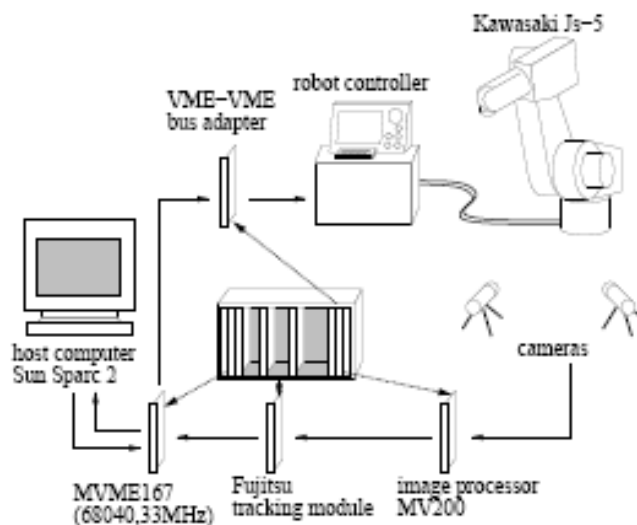 Kawasaki Js-5
robot controller
VME-VME
bus adapter
host computer
Sun Sparc 2
cameras
MVME167
(68040,33MHz)
Fujitsu
tracking module
image processor
MV200